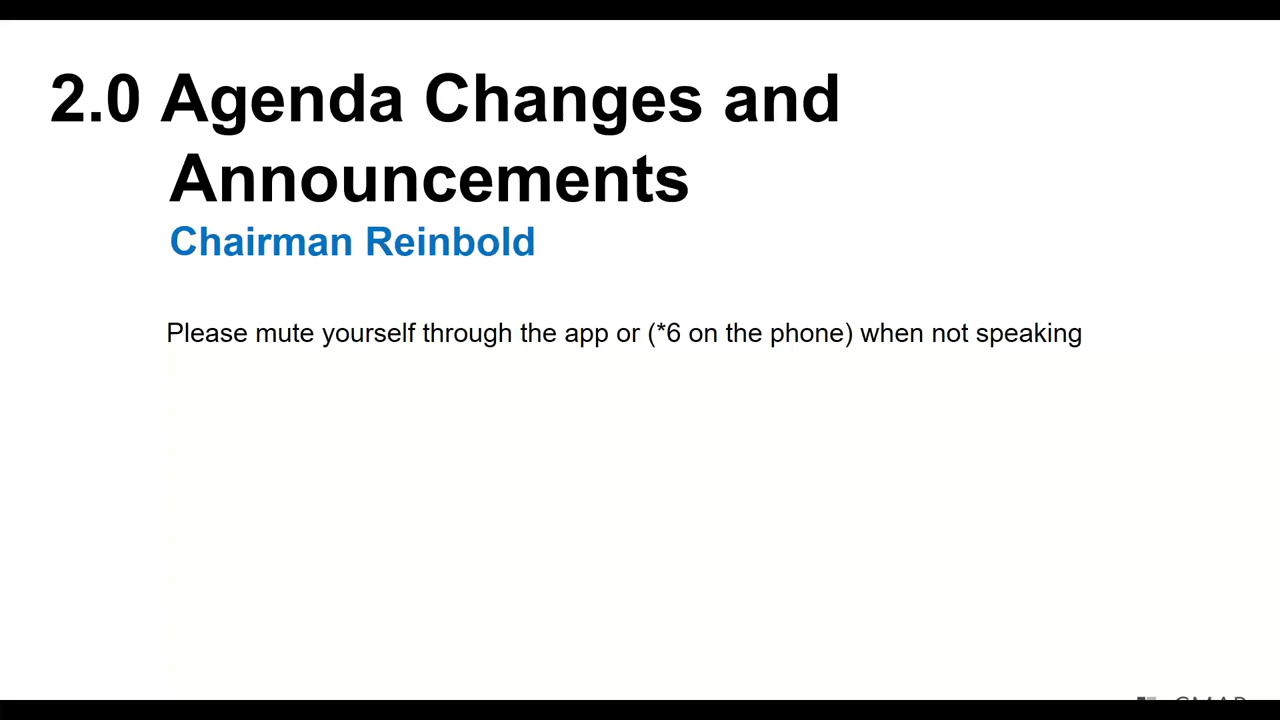 2.0 Agenda Changes and
Announcements
Chairman Reinbold
Please mute yourself through the app or (*6 on the phone) when not speaking